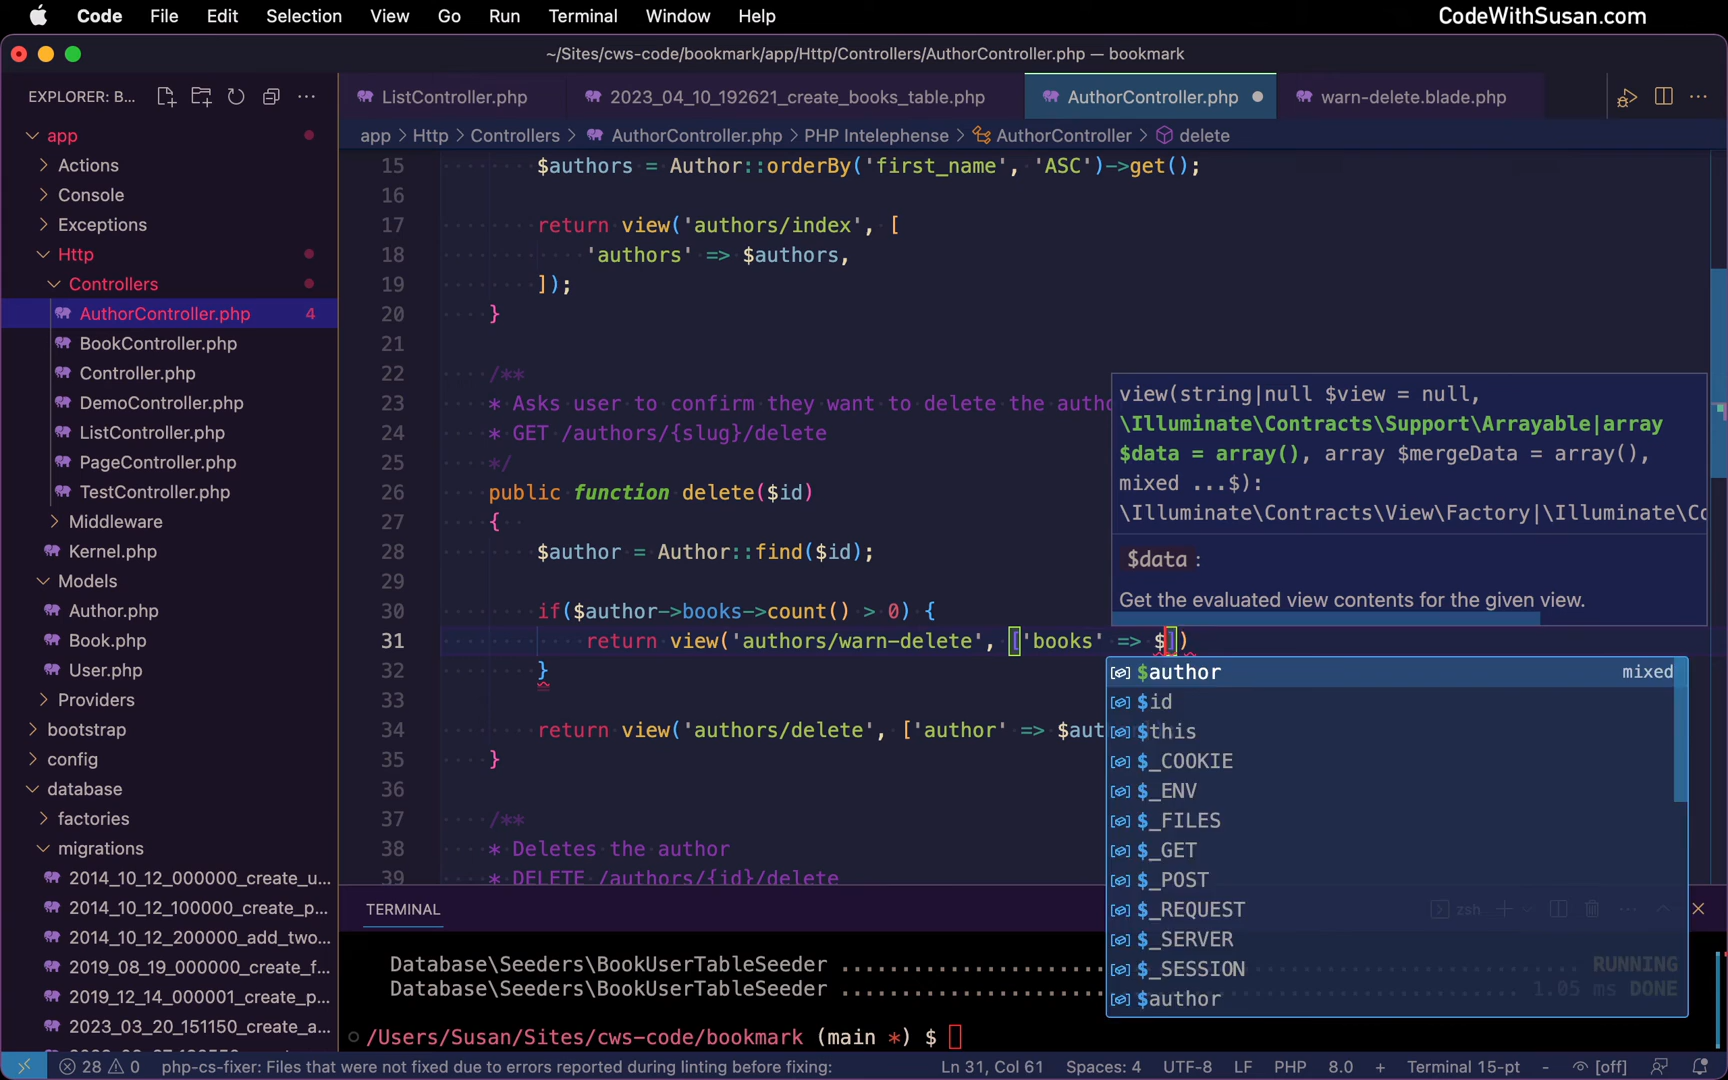 Code File Edit Selection View Go Run Terminal Window Help
CodeWithSusan.com
~/Sites/cws-code/bookmark/app/Http/Controllers/AuthorController.php — bookmark
EXPLORER: B...
ListController.php
2023_04_10_192621_create_books_table.php
AuthorController.php
warn-delete.blade.php
app > Http > Controllers > AuthorController.php > PHP Intelephense > AuthorController > delete
app
Actions
Console
Exceptions
Http
Controllers
AuthorController.php 4
BookController.php
Controller.php
DemoController.php
ListController.php
PageController.php
TestController.php
Middleware
Kernel.php
Models
Author.php
Book.php
User.php
Providers
bootstrap
config
database
factories
migrations
2014_10_12_000000_create_u...
2014_10_12_100000_create_p...
2014_10_12_200000_add_two...
2019_08_19_000000_create_f...
2019_12_14_000001_create_p...
2023_03_20_151150_create_a...
15 $authors = Author::orderBy('first_name', 'ASC')->get();
16
17 return view('authors/index', [
18 'authors' => $authors,
19 ]);
20 }
21
22 /**
23 * Asks user to confirm they want to delete the autho
24 * GET /authors/{slug}/delete
25 */
26 public function delete($id)
27 {
28 $author = Author::find($id);
29
30 if($author->books->count() > 0) {
31 return view('authors/warn-delete', ['books' => $])
32 }
33
34 return view('authors/delete', ['author' => $aut
35 }
36
37 /**
38 * Deletes the author
39 * DELETE /authors/{id}/delete
view(string|null $view = null,
\Illuminate\Contracts\Support\Arrayable|array
$data = array(), array $mergeData = array(),
mixed ...$):
\Illuminate\Contracts\View\Factory|\Illuminate\Co
$data :
Get the evaluated view contents for the given view.
$author mixed
$id
$this
$_COOKIE
$_ENV
$_FILES
$_GET
$_POST
$_REQUEST
$_SERVER
$_SESSION
$author
TERMINAL
zsh
Database\Seeders\BookUserTableSeeder ........................ RUNNING
Database\Seeders\BookUserTableSeeder ........................ 1.05 ms DONE
/Users/Susan/Sites/cws-code/bookmark (main *) $
28 0 php-cs-fixer: Files that were not fixed due to errors reported during linting before fixing: Ln 31, Col 61 Spaces: 4 UTF-8 LF PHP 8.0 + Terminal 15-pt - [off]